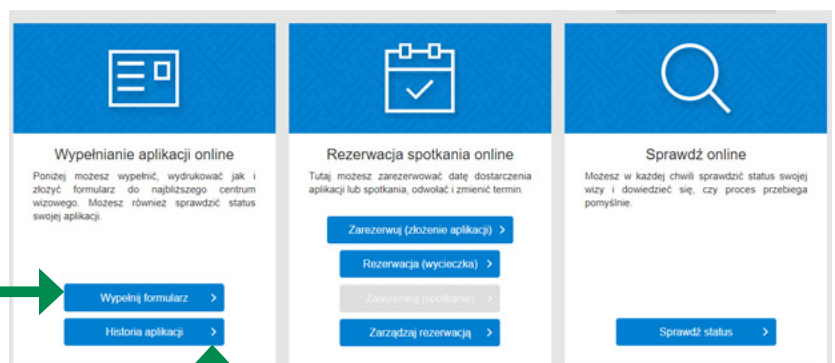 Wypełnianie aplikacji online
Poniżej możesz wypełnić, wydrukować jak i
złożyć formularz do najbliższego centrum
wizowego. Możesz również sprawdzić status
swojej aplikacji.
Wypełnij formularz
Historia aplikacji
Rezerwacja spotkania online
Tutaj możesz zarezerwować datę dostarczenia
aplikacji lub spotkania, odwołać i zmienić termin.
Zarezerwuj (złożenie aplikacji)
Rezerwacja (wycieczka)
Zarezerwuj (spotkanie)
Zarządzaj rezerwacją
Sprawdź online
Możesz w każdej chwili sprawdzić status swojej
wizy i dowiedzieć się, czy proces przebiega
pomyślnie.
Sprawdź status